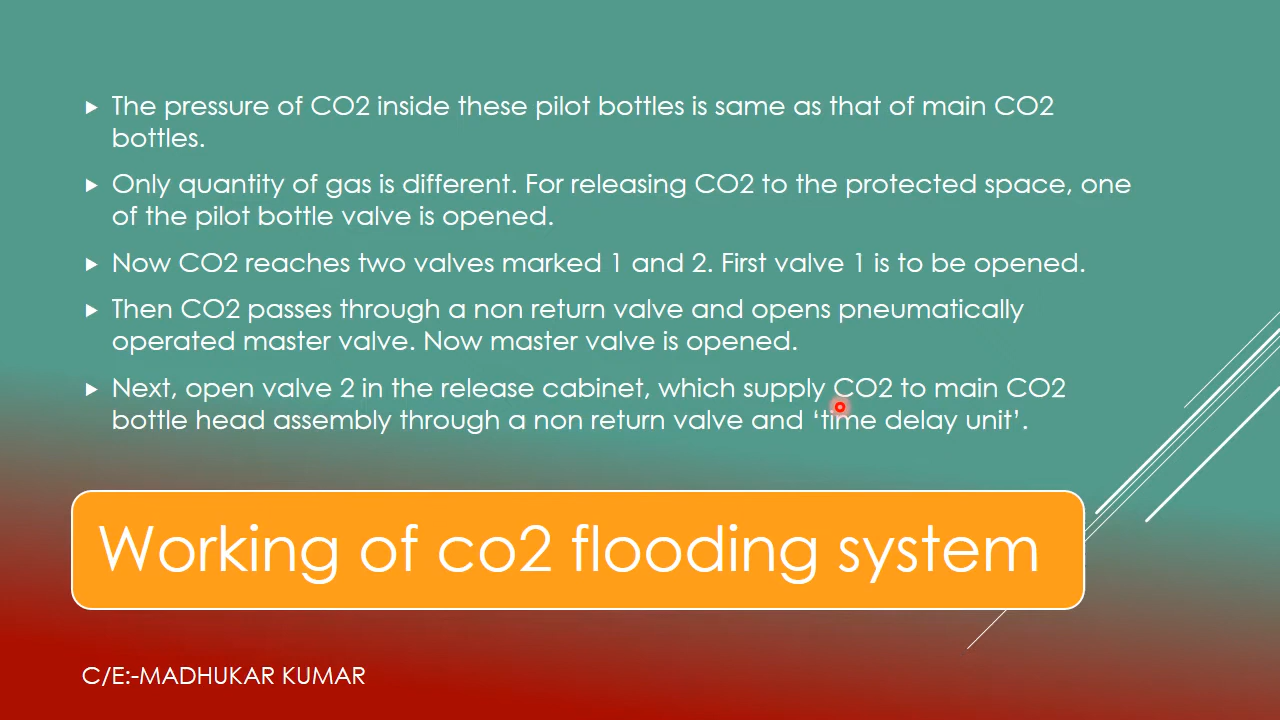 The pressure of CO2 inside these pilot bottles is same as that of main CO2
bottles.
Only quantity of gas is different. For releasing CO2 to the protected space, one
of the pilot bottle valve is opened.
Now CO2 reaches two valves marked 1 and 2. First valve 1 is to be opened.
Then CO2 passes through a non return valve and opens pneumatically
operated master valve. Now master valve is opened.
Next, open valve 2 in the release cabinet, which supply CO2 to main CO2
bottle head assembly through a non return valve and ‘time delay unit’.
Working of co2 flooding system
C/E:-MADHUKAR KUMAR